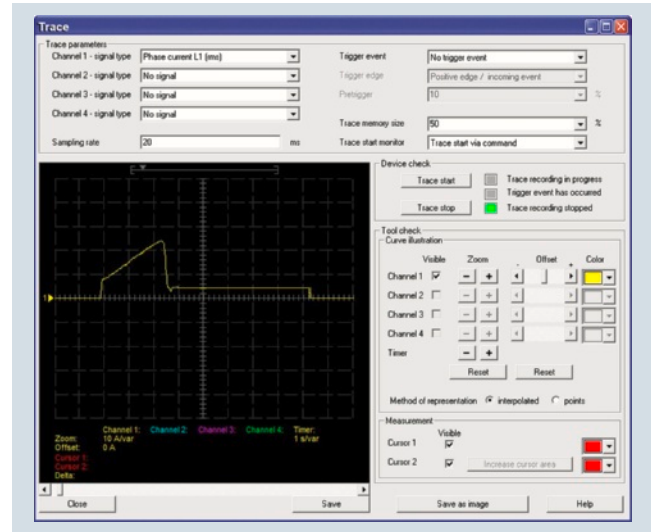 Trace
Trace parameters
Channel 1 - signal type Phase current L1 (rms) Trigger event No trigger event
Channel 2 - signal type No signal Trigger edge Positive edge / incoming event
Channel 3 - signal type No signal Pretrigger 10 %
Channel 4 - signal type No signal
Trace memory size 50 %
Sampling rate 20 ms Trace start monitor Trace start via command
Device check
Trace start Trace recording in progress
Trigger event has occurred
Trace stop Trace recording stopped
Tool check
Curve illustration
Visible Zoom - Offset + Color
Channel 1 - +
1
Channel 2 - +
Channel 3 - +
Channel 4 - +
Timer - +
Reset Reset
Method of representation interpolated points
Channel 1: Channel 2: Channel 3: Channel 4: Timer:
Zoom: 10 A/var 1 s/var
Offset: 0 A
Cursor 1:
Cursor 2:
Delta:
Measurement
Visible
Cursor 1
Cursor 2 Increase cursor area
Close Save Save as image Help